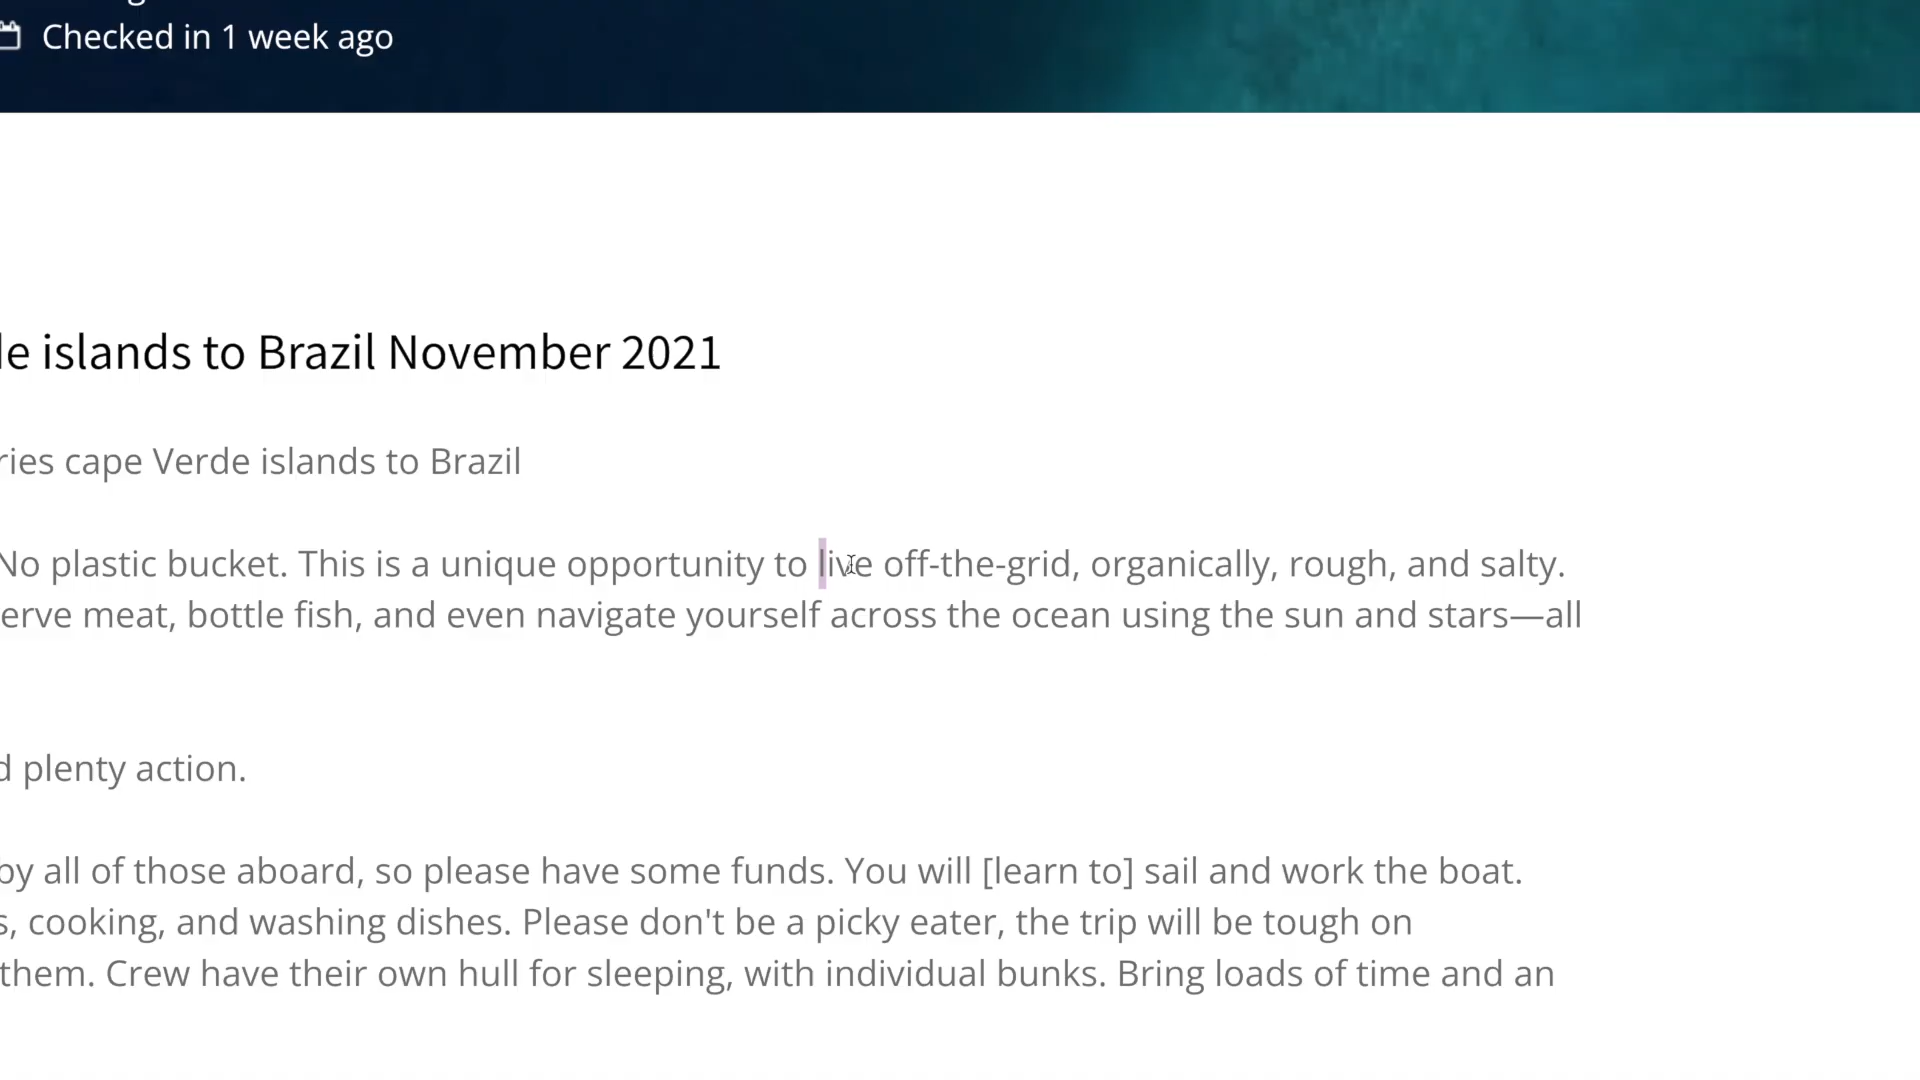 Checked in 1 week ago
islands to Brazil November 2021
cape Verde islands to Brazil
No plastic bucket. This is a unique opportunity to live off-the-grid, organically, rough, and salty.
meat, bottle fish, and even navigate yourself across the ocean using the sun and stars—all
plenty action.
by all of those aboard, so please have some funds. You will [learn to] sail and work the boat.
cooking, and washing dishes. Please don't be a picky eater, the trip will be tough on
them. Crew have their own hull for sleeping, with individual bunks. Bring loads of time and an